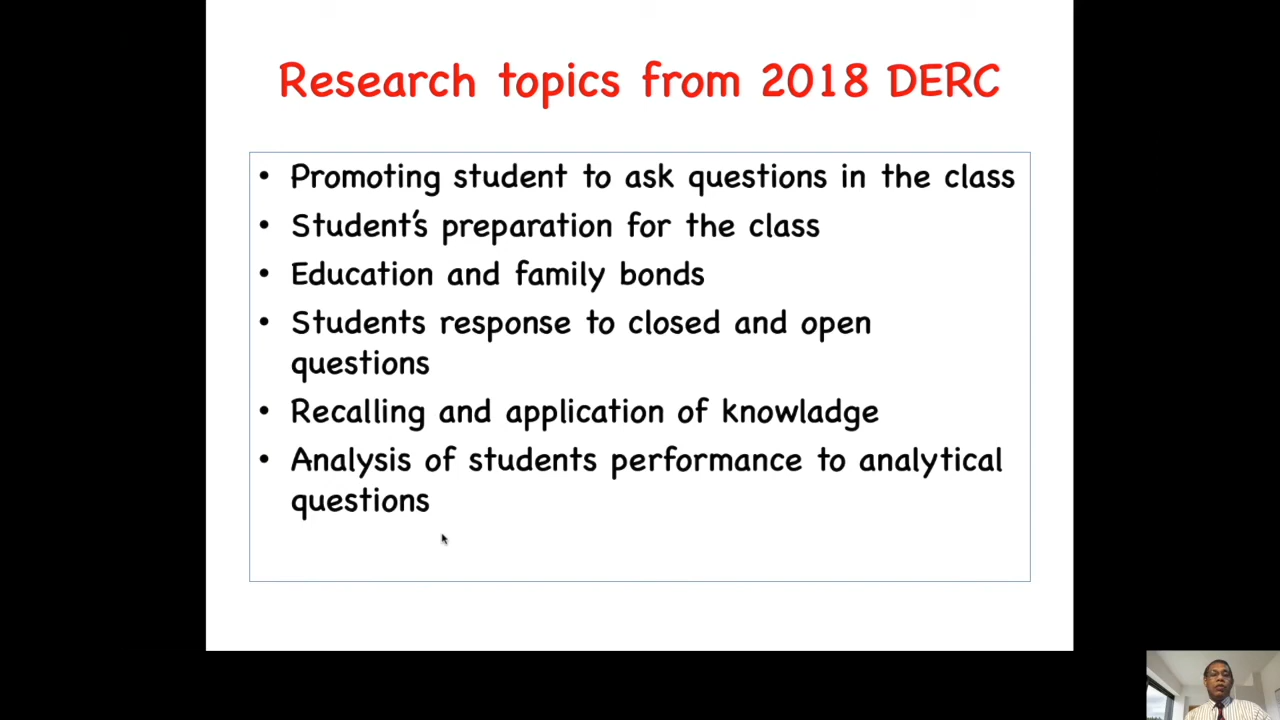 Research topics from 2018 DERC
• Promoting student to ask questions in the class
• Student's preparation for the class
• Education and family bonds
• Students response to closed and open
questions
• Recalling and application of knowladge
• Analysis of students performance to analytical
questions